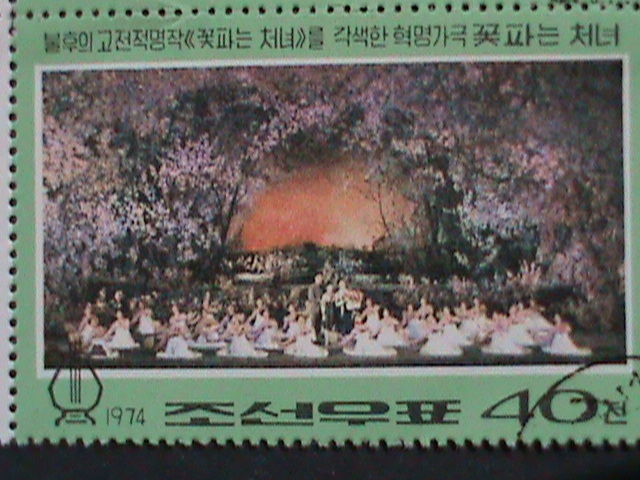 불후의 고전적명작《꽃파는 처녀》를 각색한 혁명가극 꽃 파는 처녀
1974 조선우표 40전